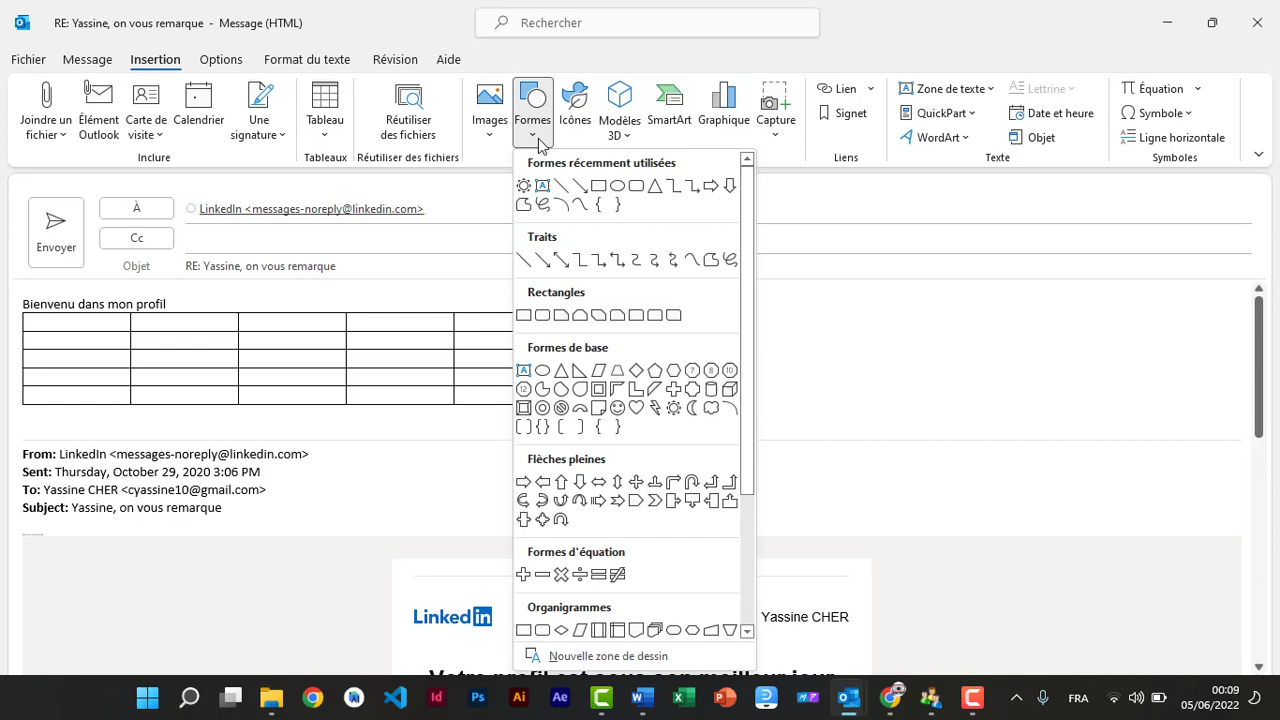 RE: Yassine, on vous remarque - Message (HTML)
Rechercher
Fichier Message Insertion Options Format du texte Révision Aide
Joindre un fichier
Élément Outlook
Carte de visite
Calendrier
Une signature
Inclure
Tableau
Tableaux
Réutiliser des fichiers
Réutiliser des fichiers
Images
Formes
Icônes
Modèles 3D
SmartArt
Graphique
Capture
Lien
Signet
Liens
Zone de texte
QuickPart
WordArt
Lettrine
Date et heure
Objet
Texte
Équation
Symbole
Ligne horizontale
Symboles
Envoyer
À
LinkedIn <messages-noreply@linkedin.com>
Cc
Objet
RE: Yassine, on vous remarque
Formes récemment utilisées
Traits
Rectangles
Formes de base
Flèches pleines
Formes d'équation
Organigrammes
Nouvelle zone de dessin
Bienvenu dans mon profil
From: LinkedIn <messages-noreply@linkedin.com>
Sent: Thursday, October 29, 2020 3:06 PM
To: Yassine CHER <cyassine10@gmail.com>
Subject: Yassine, on vous remarque
LinkedIn
Yassine CHER
FRA
00:09
05/06/2022